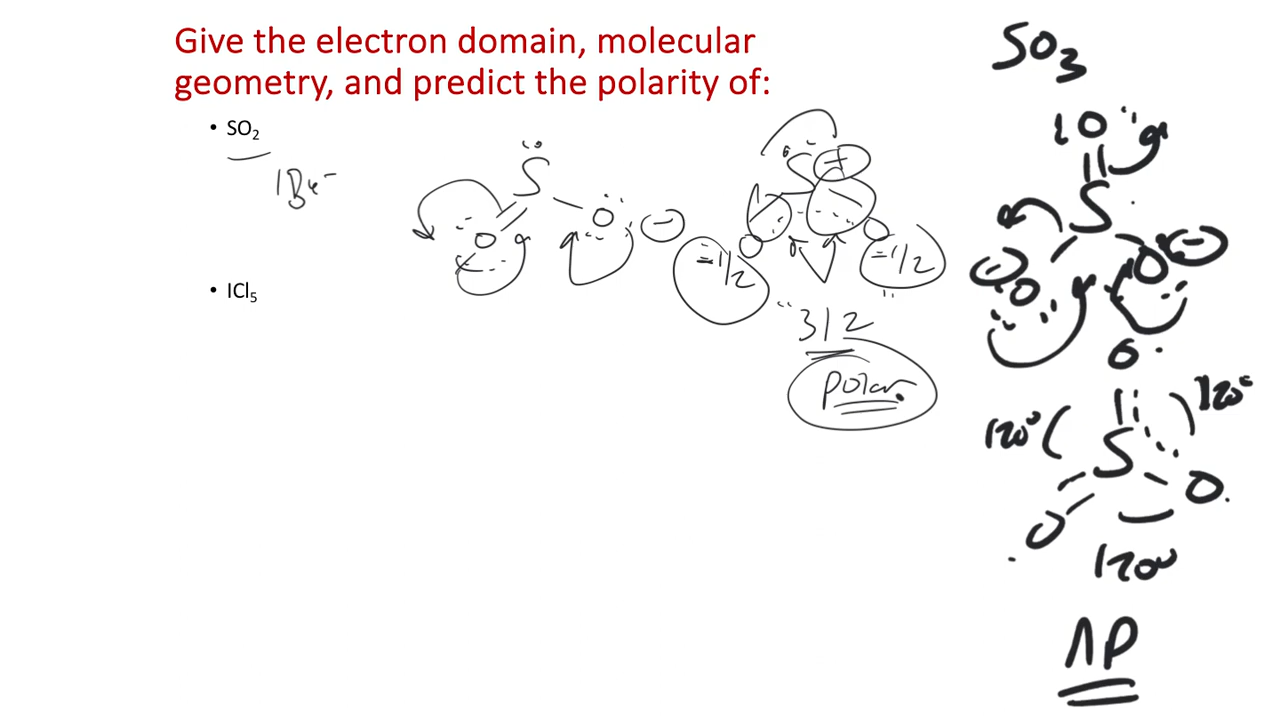 Give the electron domain, molecular
geometry, and predict the polarity of:
• SO₂
18e⁻
• ICl₅
S
O
O
−
S
+
O
O
−1/2
−1/2
3/2
Polar.
SO₃
O
S
−
O
O
−
O
120°
120°
S
O
O
120°
NP